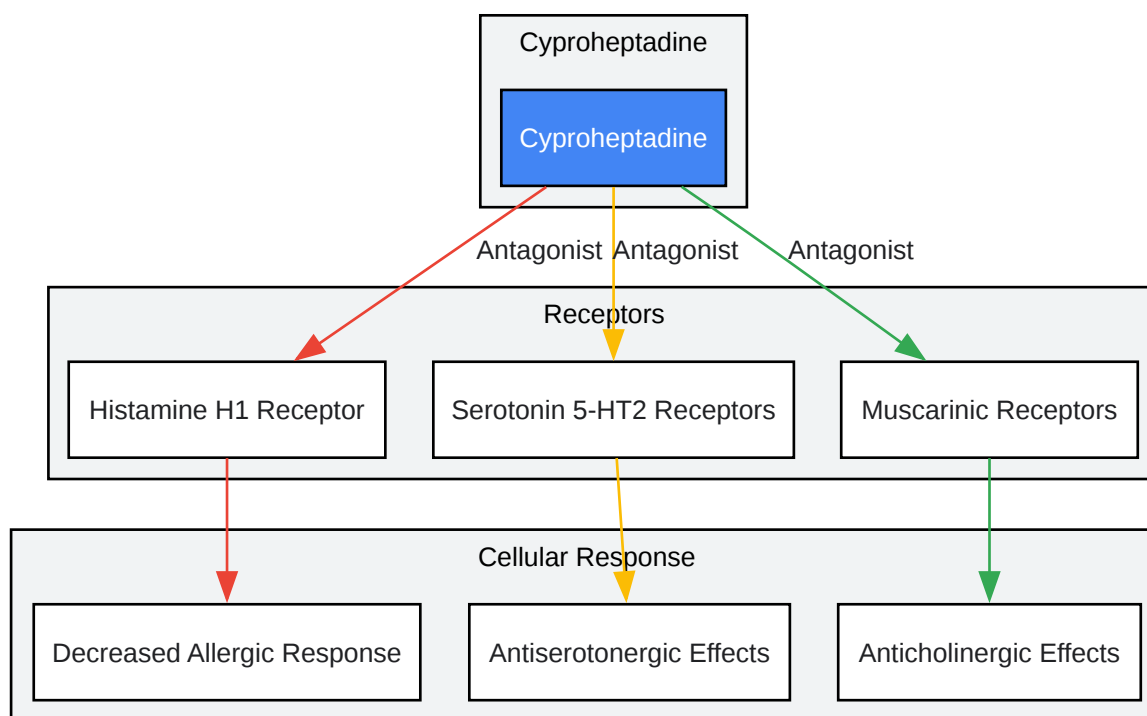 Cyproheptadine
Cyproheptadine
Antagonist
Antagonist
Antagonist
Receptors
Histamine H1 Receptor
Serotonin 5-HT2 Receptors
Muscarinic Receptors
Cellular Response
Decreased Allergic Response
Antiserotonergic Effects
Anticholinergic Effects